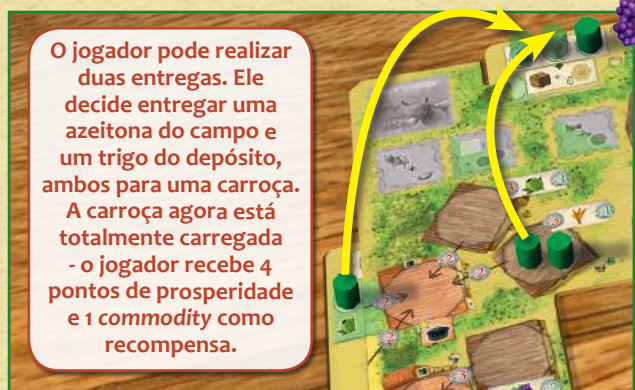 O jogador pode realizar
duas entregas. Ele
decide entregar uma
azeitona do campo e
um trigo do depósito,
ambos para uma carroça.
A carroça agora está
totalmente carregada
- o jogador recebe 4
pontos de prosperidade
e 1 commodity como
recompensa.